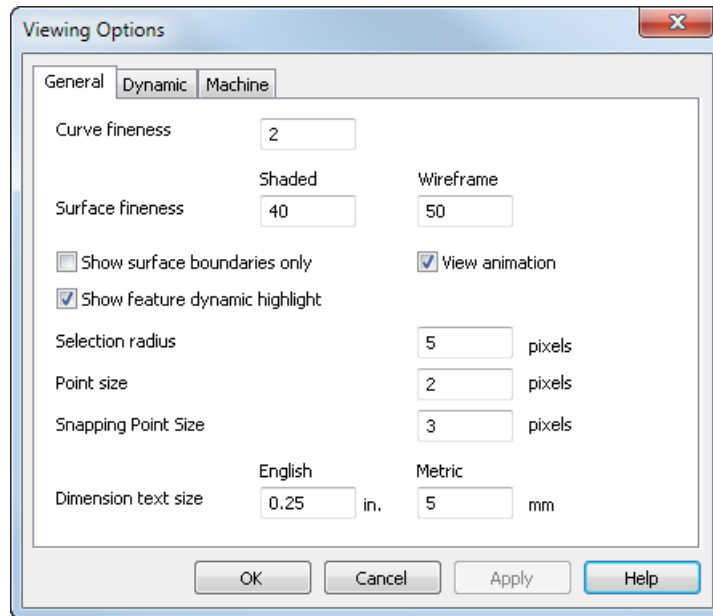 Viewing Options
General Dynamic Machine
Curve fineness 2
Shaded Wireframe
Surface fineness 40 50
Show surface boundaries only View animation
Show feature dynamic highlight
Selection radius 5 pixels
Point size 2 pixels
Snapping Point Size 3 pixels
English Metric
Dimension text size 0.25 in. 5 mm
OK Cancel Apply Help